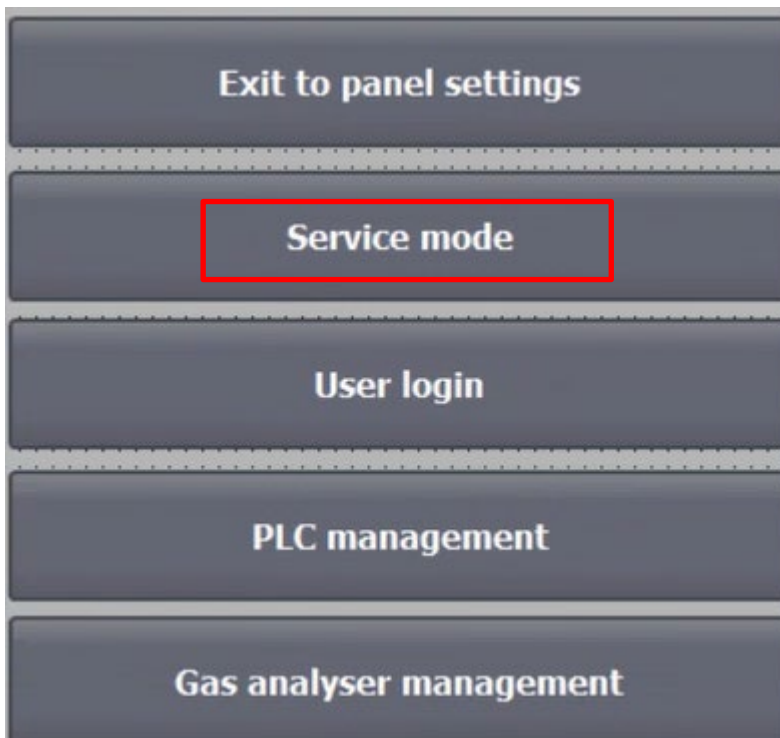 Exit to panel settings
Service mode
User login
PLC management
Gas analyser management